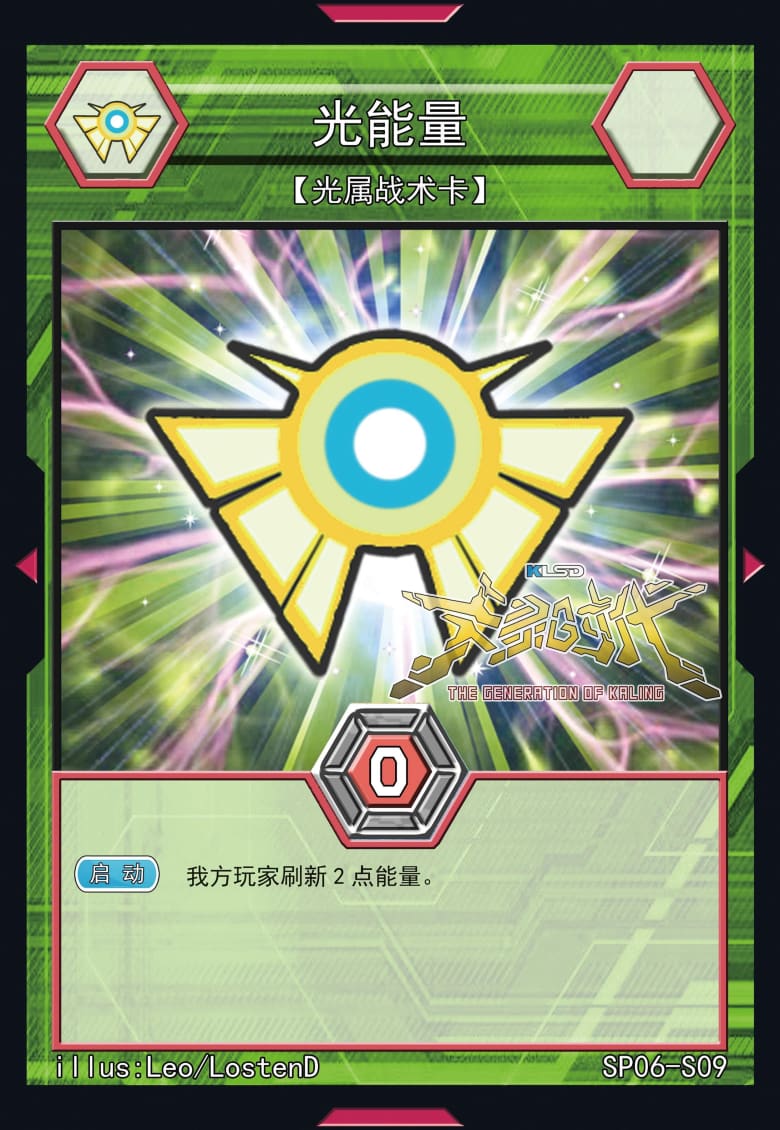 光能量
【光属战术卡】
KLSD
THE GENERATION OF KALING
0
启动 我方玩家刷新2点能量。
illus:Leo/LostenD
SP06-S09